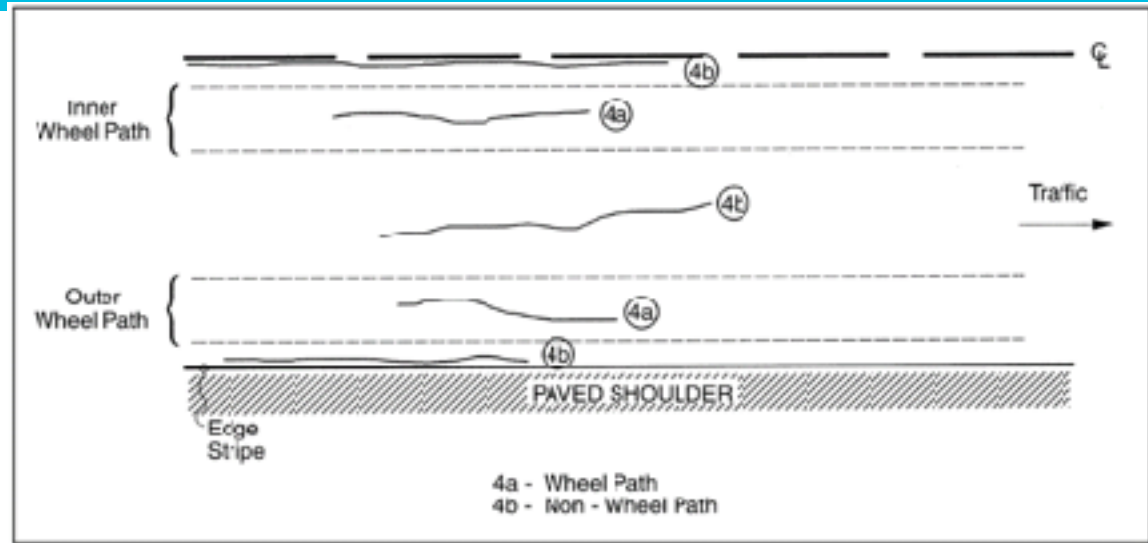 ℄
4b
Inner
Wheel Path
4a
4b
Traffic
Outer
Wheel Path
4a
4b
PAVED SHOULDER
Edge
Stripe
4a - Wheel Path
4b - Non - Wheel Path